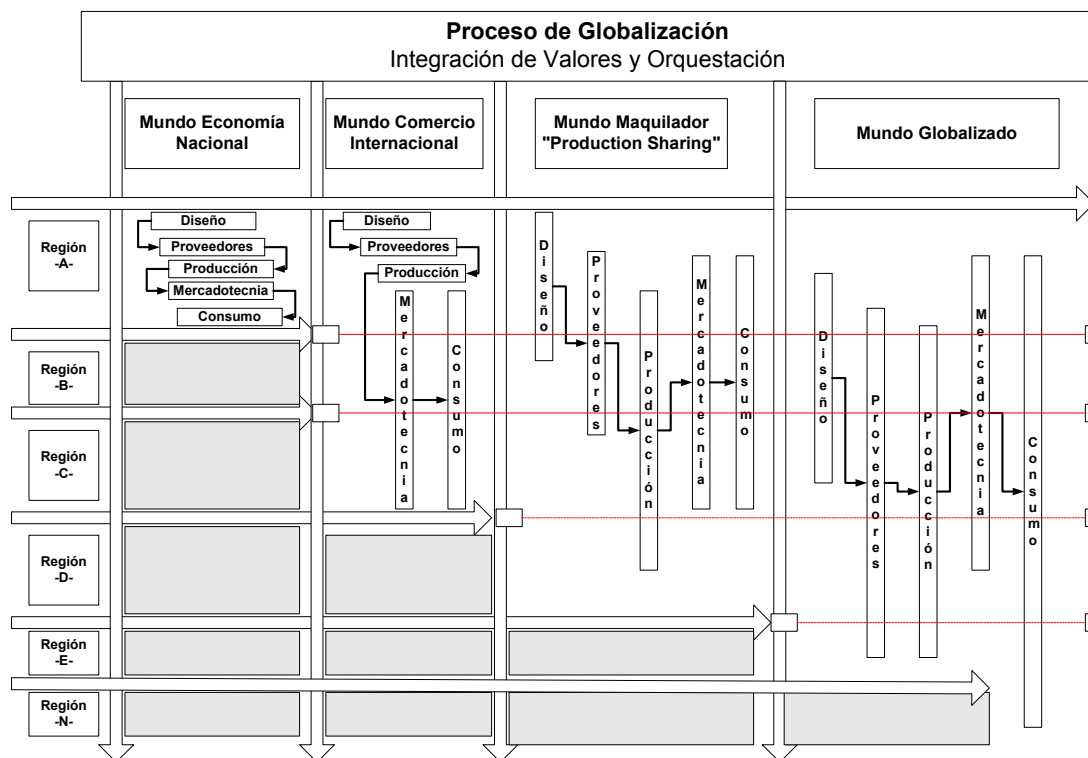 Proceso de Globalización
Integración de Valores y Orquestación
Mundo Economía
Nacional
Mundo Comercio
Internacional
Mundo Maquilador
"Production Sharing"
Mundo Globalizado
Región
-A-
Región
-B-
Región
-C-
Región
-D-
Región
-E-
Región
-N-
Diseño
Proveedores
Producción
Mercadotecnia
Consumo
Diseño
Proveedores
Producción
Mercadotecnia
Consumo
Diseño
Proveedores
Producción
Mercadotecnia
Consumo
Diseño
Proveedores
Producción
Mercadotecnia
Consumo